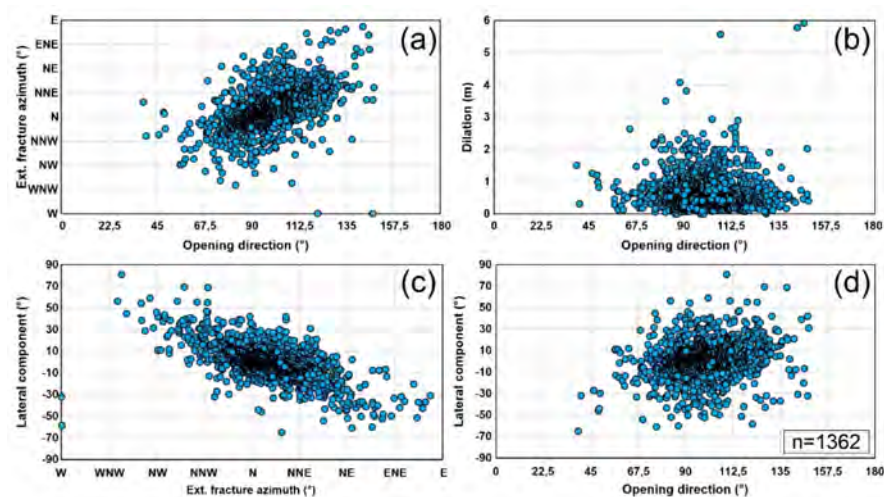 (a)
Ext. fracture azimuth (°)
E
ENE
NE
NNE
N
NNW
NW
WNW
W
0 22,5 45 67,5 90 112,5 135 157,5 180
Opening direction (°)
(b)
Dilation (m)
6
5
4
3
2
1
0
0 22,5 45 67,5 90 112,5 135 157,5 180
Opening direction (°)
(c)
Lateral component (°)
90
70
50
30
10
-10
-30
-50
-70
-90
W WNW NW NNW N NNE NE ENE E
Ext. fracture azimuth (°)
(d)
Lateral component (°)
90
70
50
30
10
-10
-30
-50
-70
-90
n=1362
0 22,5 45 67,5 90 112,5 135 157,5 180
Opening direction (°)